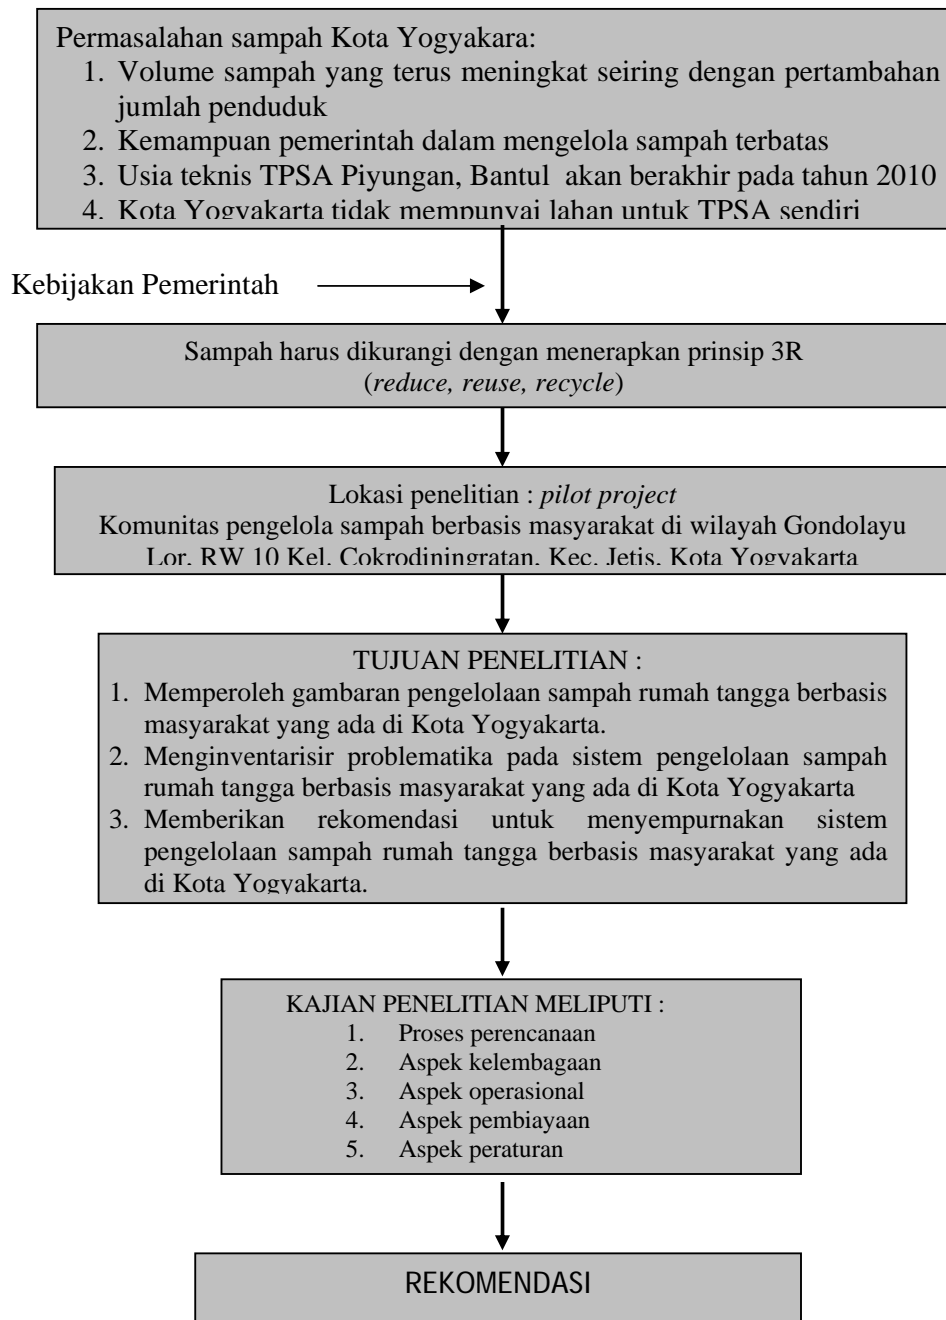 Permasalahan sampah Kota Yogyakara:
1. Volume sampah yang terus meningkat seiring dengan pertambahan
jumlah penduduk
2. Kemampuan pemerintah dalam mengelola sampah terbatas
3. Usia teknis TPSA Piyungan, Bantul akan berakhir pada tahun 2010
4. Kota Yogyakarta tidak mempunyai lahan untuk TPSA sendiri
Kebijakan Pemerintah
Sampah harus dikurangi dengan menerapkan prinsip 3R
(reduce, reuse, recycle)
Lokasi penelitian : pilot project
Komunitas pengelola sampah berbasis masyarakat di wilayah Gondolayu
Lor, RW 10 Kel. Cokrodiningratan, Kec. Jetis, Kota Yogyakarta
TUJUAN PENELITIAN :
1. Memperoleh gambaran pengelolaan sampah rumah tangga berbasis
masyarakat yang ada di Kota Yogyakarta.
2. Menginventarisir problematika pada sistem pengelolaan sampah
rumah tangga berbasis masyarakat yang ada di Kota Yogyakarta
3. Memberikan rekomendasi untuk menyempurnakan sistem
pengelolaan sampah rumah tangga berbasis masyarakat yang ada
di Kota Yogyakarta.
KAJIAN PENELITIAN MELIPUTI :
1. Proses perencanaan
2. Aspek kelembagaan
3. Aspek operasional
4. Aspek pembiayaan
5. Aspek peraturan
REKOMENDASI